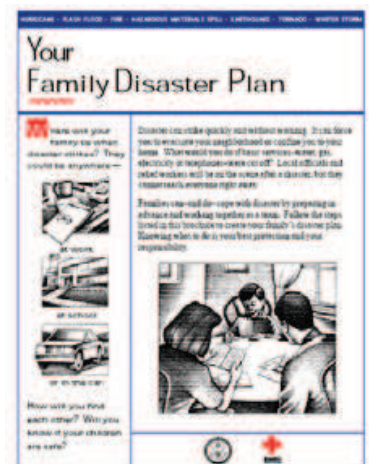 HURRICANE • FLASH FLOOD • FIRE • HAZARDOUS MATERIALS SPILL • EARTHQUAKE • TORNADO • WINTER STORM
Your
Family Disaster Plan
Where will your
family be when
disaster strikes? They
could be anywhere—
at work
at school
or in the car.
How will you find
each other? Will you
know if your children
are safe?
Disaster can strike quickly and without warning. It can force
you to evacuate your neighborhood or confine you to your
home. What would you do if basic services–water, gas,
electricity or telephones–were cut off? Local officials and
relief workers will be on the scene after a disaster, but they
cannot reach everyone right away.
Families can–and do–cope with disaster by preparing in
advance and working together as a team. Follow the steps
listed in this brochure to create your family's disaster plan.
Knowing what to do is your best protection and your
responsibility.